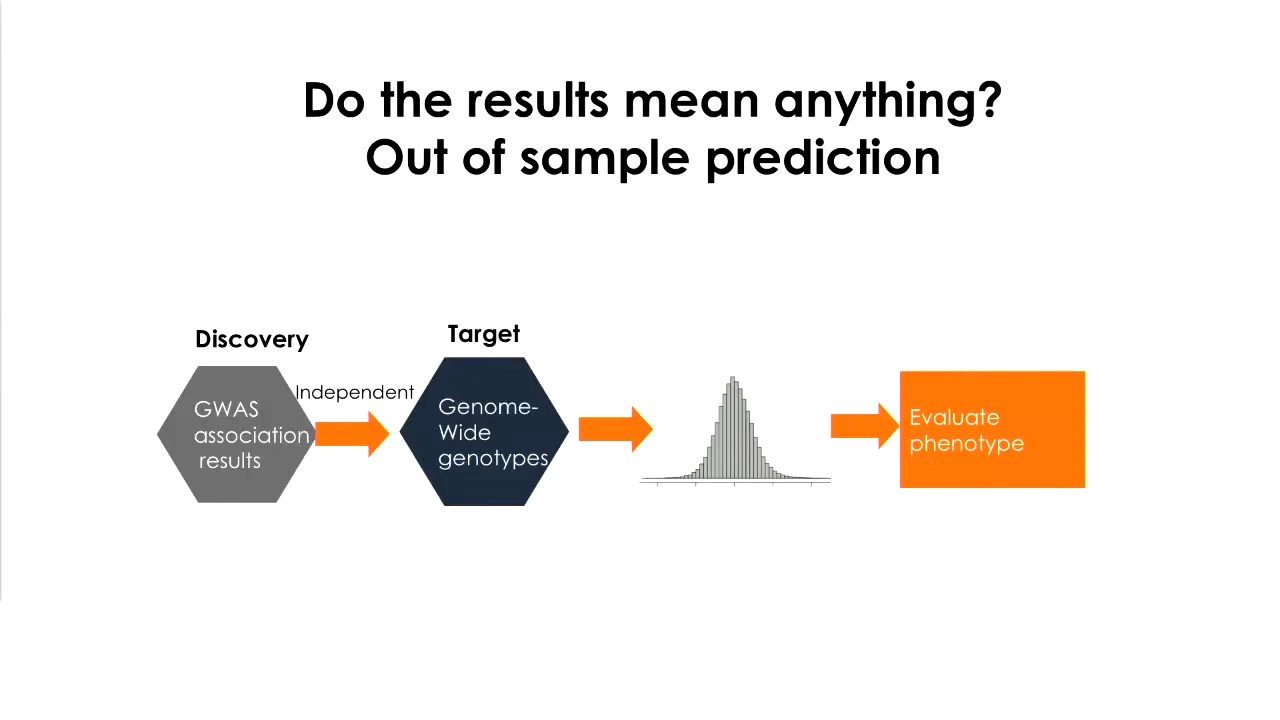 Do the results mean anything?
Out of sample prediction
Discovery
Target
Independent
GWAS
association
results
Genome-
Wide
genotypes
Evaluate
phenotype